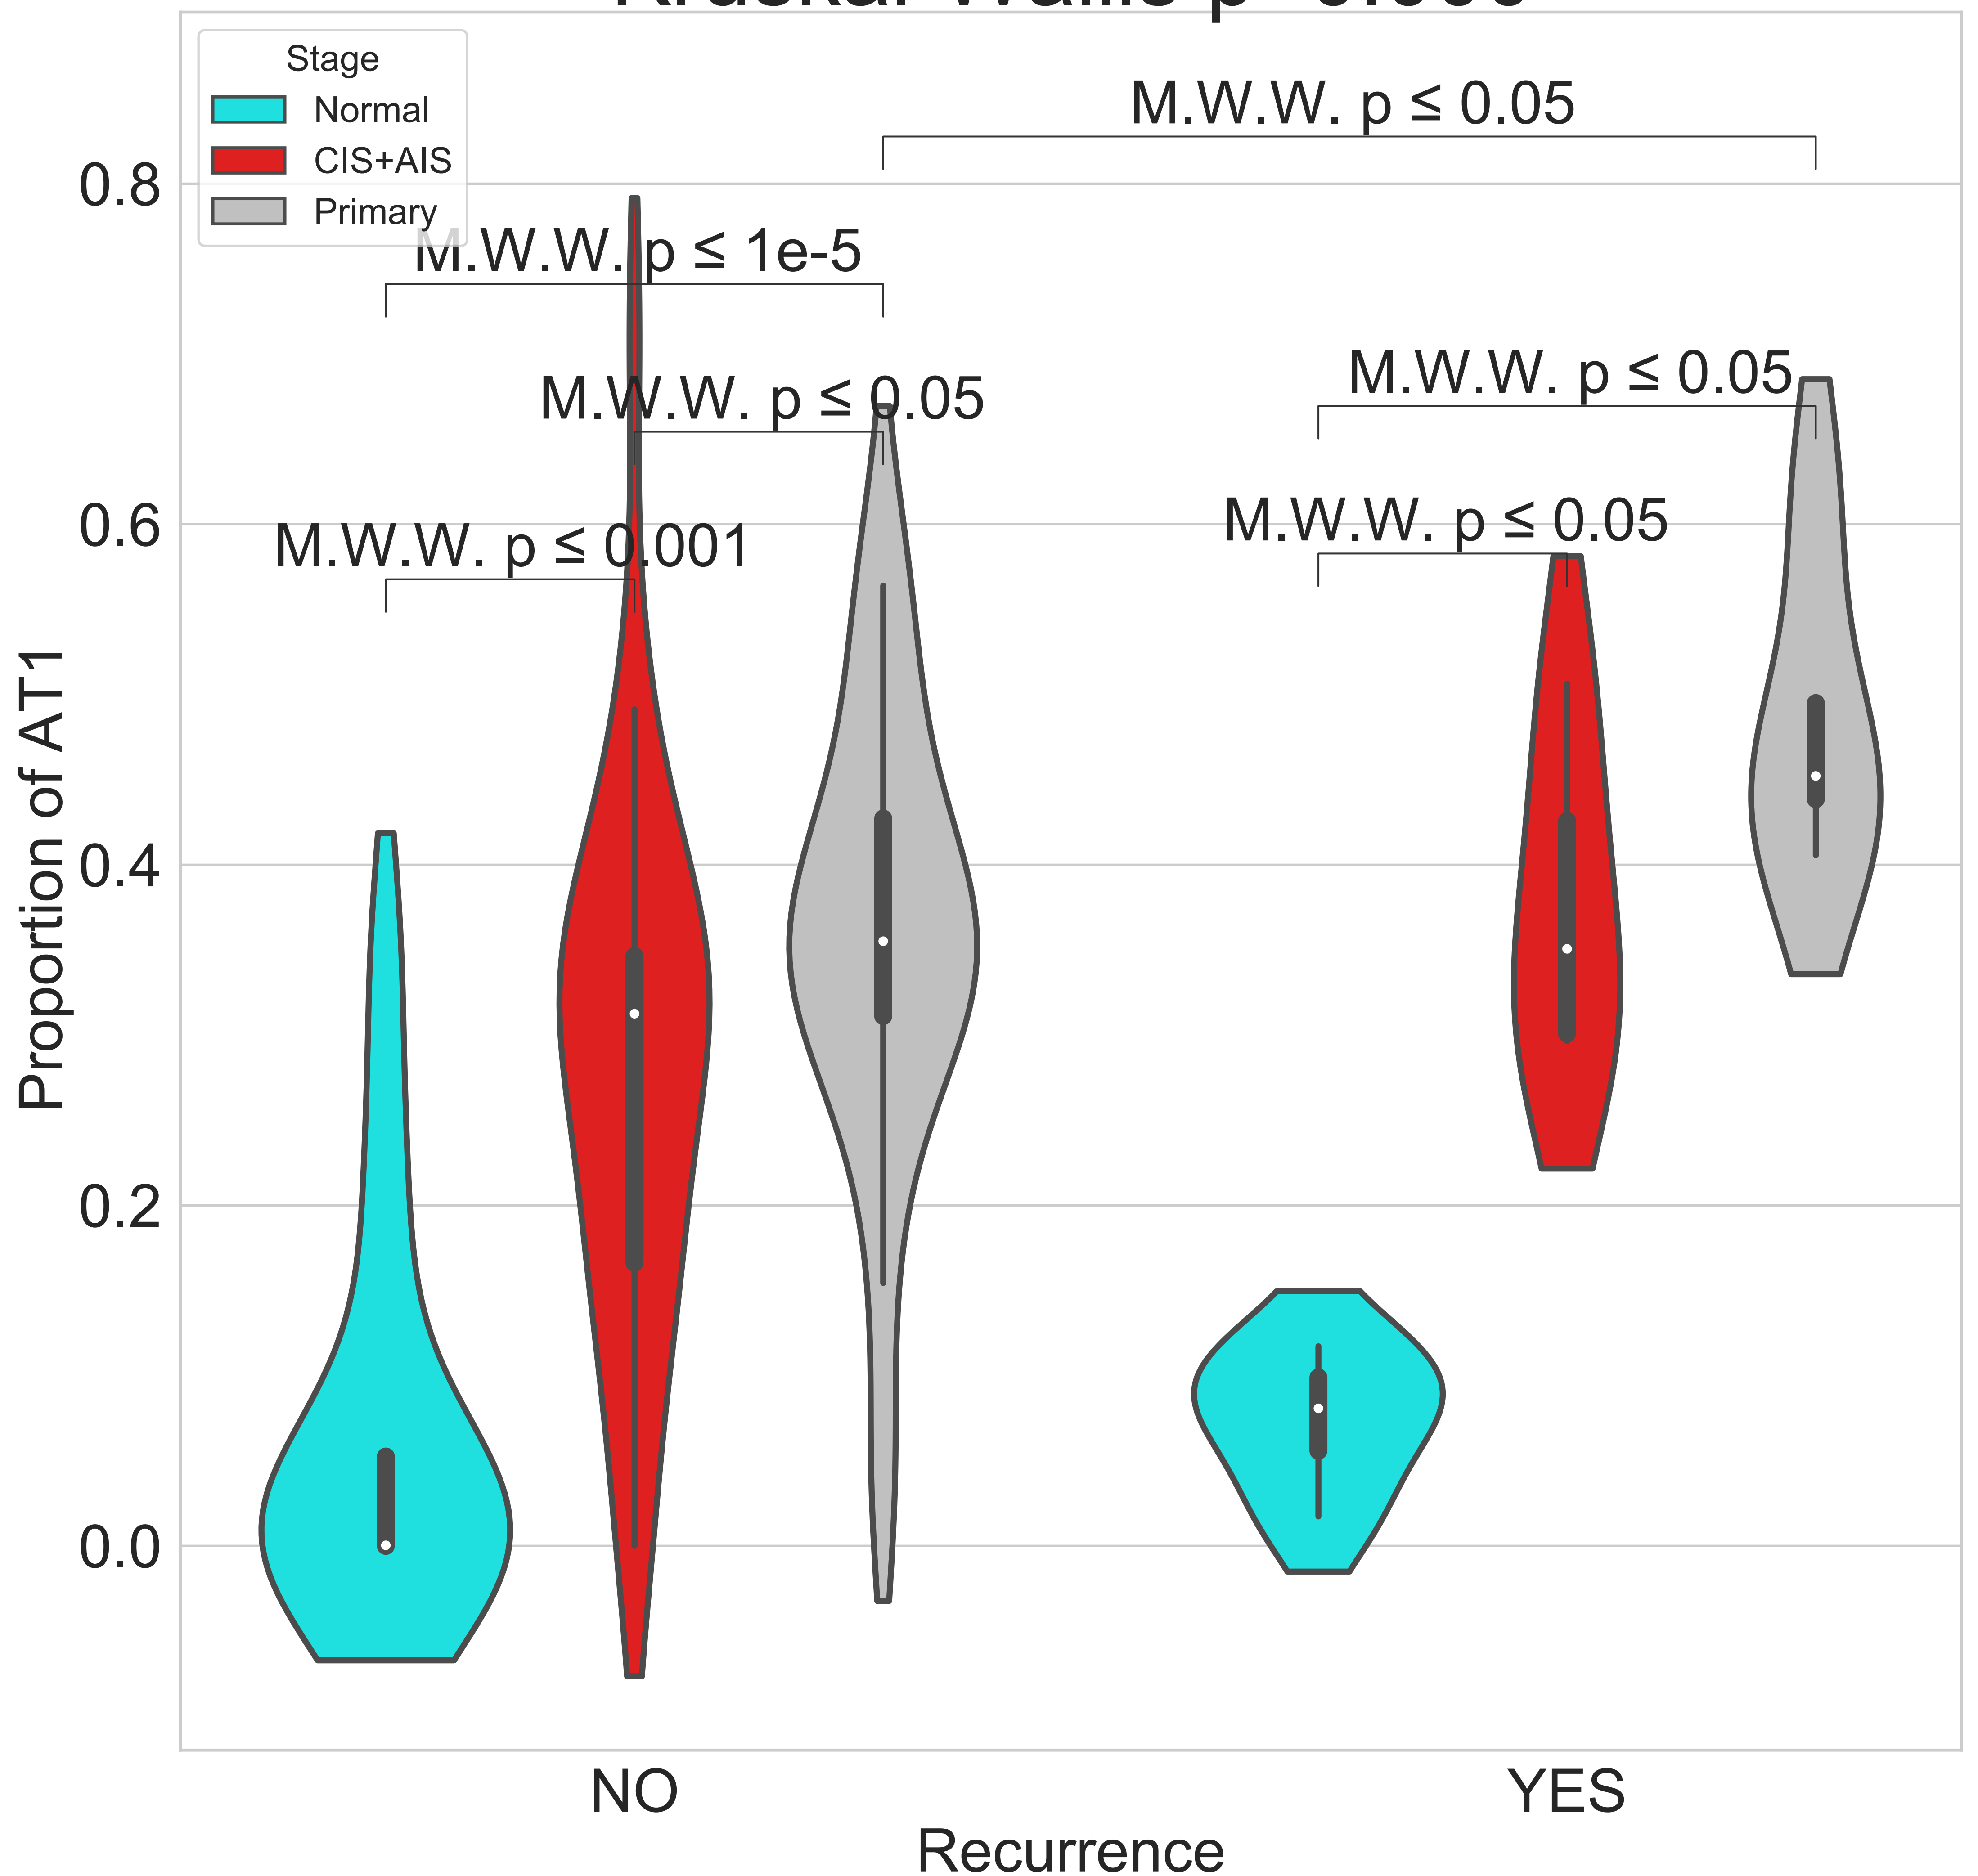 Stage
Normal
CIS+AIS
Primary
M.W.W. p ≤ 0.05
M.W.W. p ≤ 1e-5
M.W.W. p ≤ 0.05
M.W.W. p ≤ 0.05
M.W.W. p ≤ 0.05
M.W.W. p ≤ 0.001
0.8
0.6
0.4
0.2
0.0
Proportion of AT1
NO
YES
Recurrence